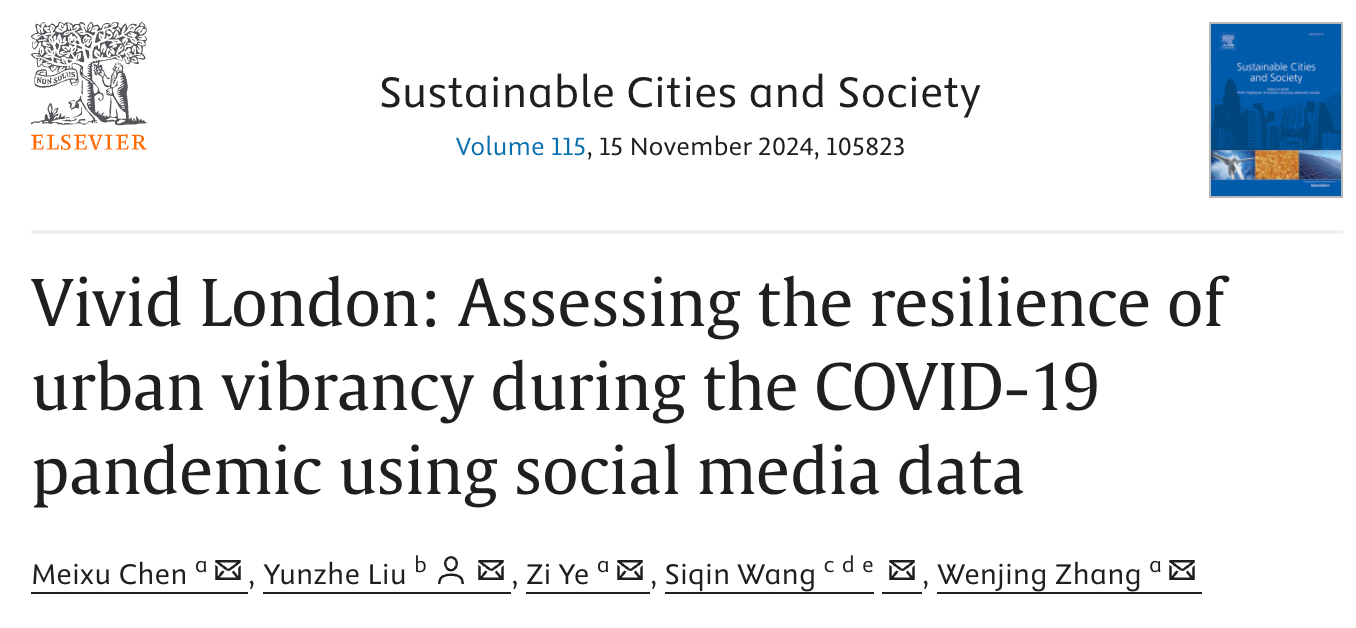 NON SOLUS
ELSEVIER
Sustainable Cities and Society
Volume 115, 15 November 2024, 105823
Sustainable Cities
and Society
Vivid London: Assessing the resilience of
urban vibrancy during the COVID-19
pandemic using social media data
Meixu Chen a, Yunzhe Liu b, Zi Ye a, Siqin Wang c d e, Wenjing Zhang a